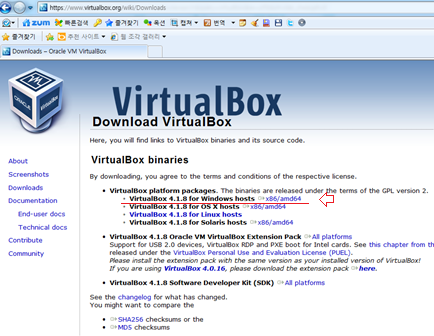 https://www.virtualbox.org/wiki/Downloads
zum 빠른검색 즐겨찾기 캡쳐 옥션
즐겨찾기 추천 사이트 웹 조각 갤러리
Downloads – Oracle VM VirtualBox
ORACLE
VM
VirtualBox
VirtualBox
Download VirtualBox
Here, you will find links to VirtualBox binaries and its source code.
About
Screenshots
Downloads
Documentation
End-user docs
Technical docs
Contribute
Community
VirtualBox binaries
By downloading, you agree to the terms and conditions of the respective license.
• VirtualBox platform packages. The binaries are released under the terms of the GPL version 2.
• VirtualBox 4.1.8 for Windows hosts x86/amd64
• VirtualBox 4.1.8 for OS X hosts x86/amd64
• VirtualBox 4.1.8 for Linux hosts
• VirtualBox 4.1.8 for Solaris hosts x86/amd64
• VirtualBox 4.1.8 Oracle VM VirtualBox Extension Pack All platforms
Support for USB 2.0 devices, VirtualBox RDP and PXE boot for Intel cards. See this chapter from th
released under the VirtualBox Personal Use and Evaluation License (PUEL).
Please install the extension pack with the same version as your installed version of VirtualBox!
If you are using VirtualBox 4.0.16, please download the extension pack here.
• VirtualBox 4.1.8 Software Developer Kit (SDK) All platforms
See the changelog for what has changed.
You might want to compare the
• SHA256 checksums or the
• MD5 checksums